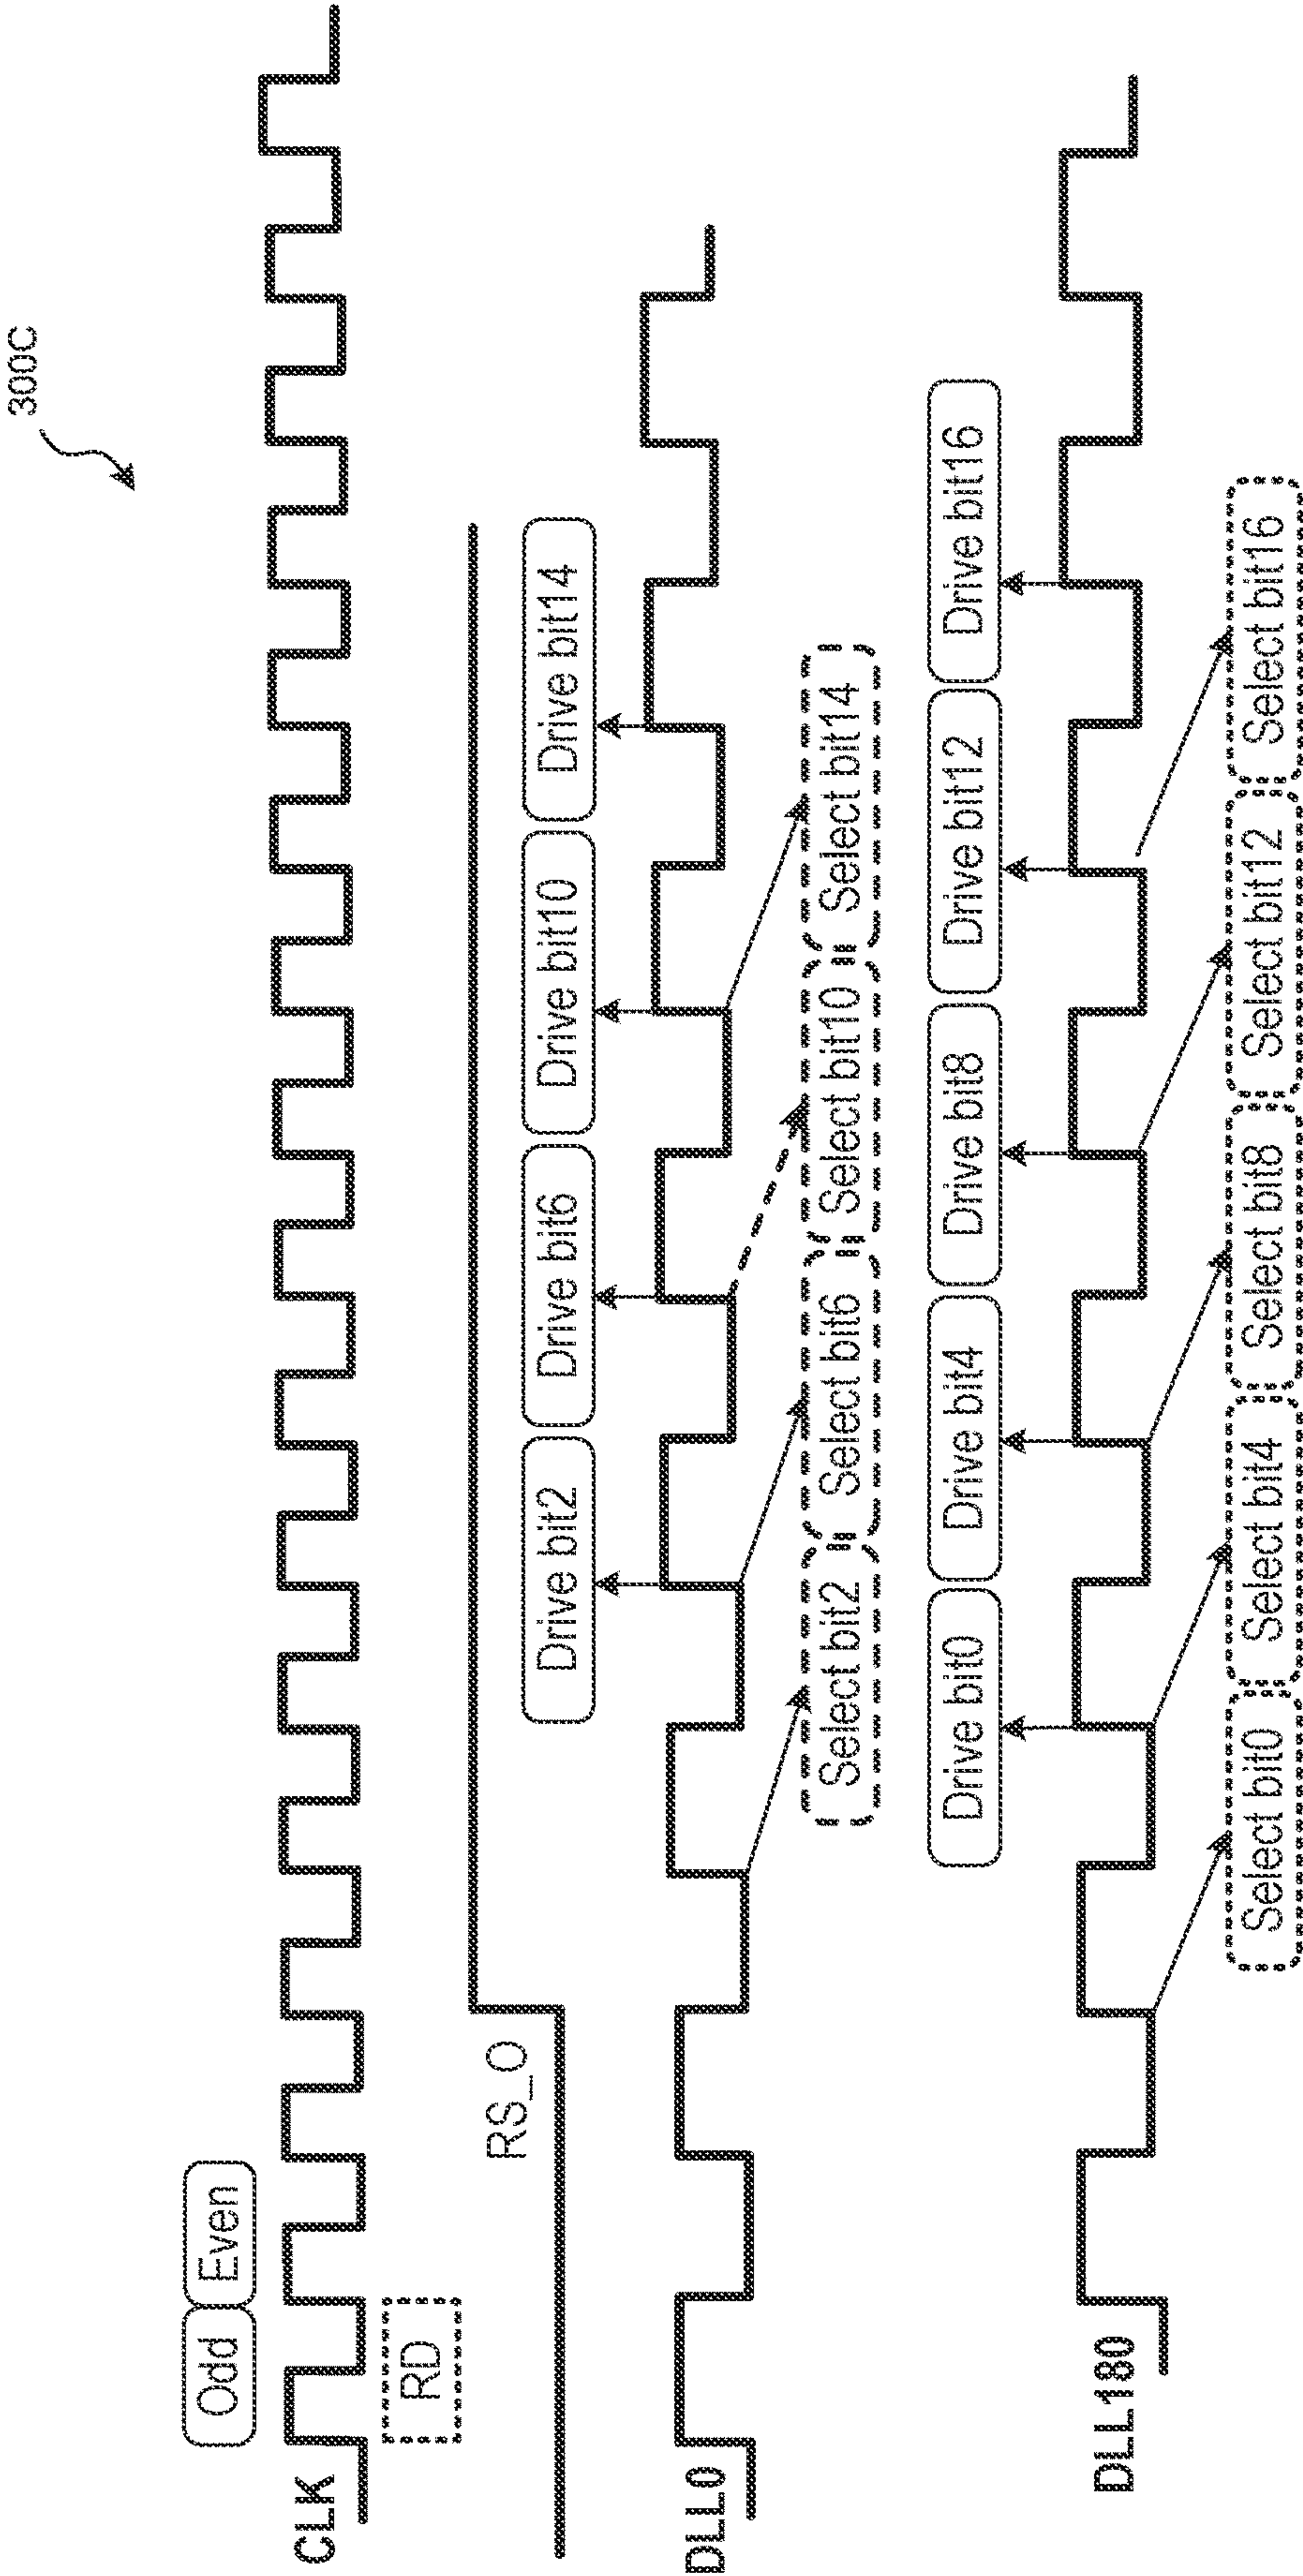 300C
Odd Even
CLK
RD
RS_O
Drive bit2 Drive bit6 Drive bit10 Drive bit14
DLL0
Select bit2 Select bit6 Select bit10 Select bit14
Drive bit0 Drive bit4 Drive bit8 Drive bit12 Drive bit16
DLL180
Select bit0 Select bit4 Select bit8 Select bit12 Select bit16